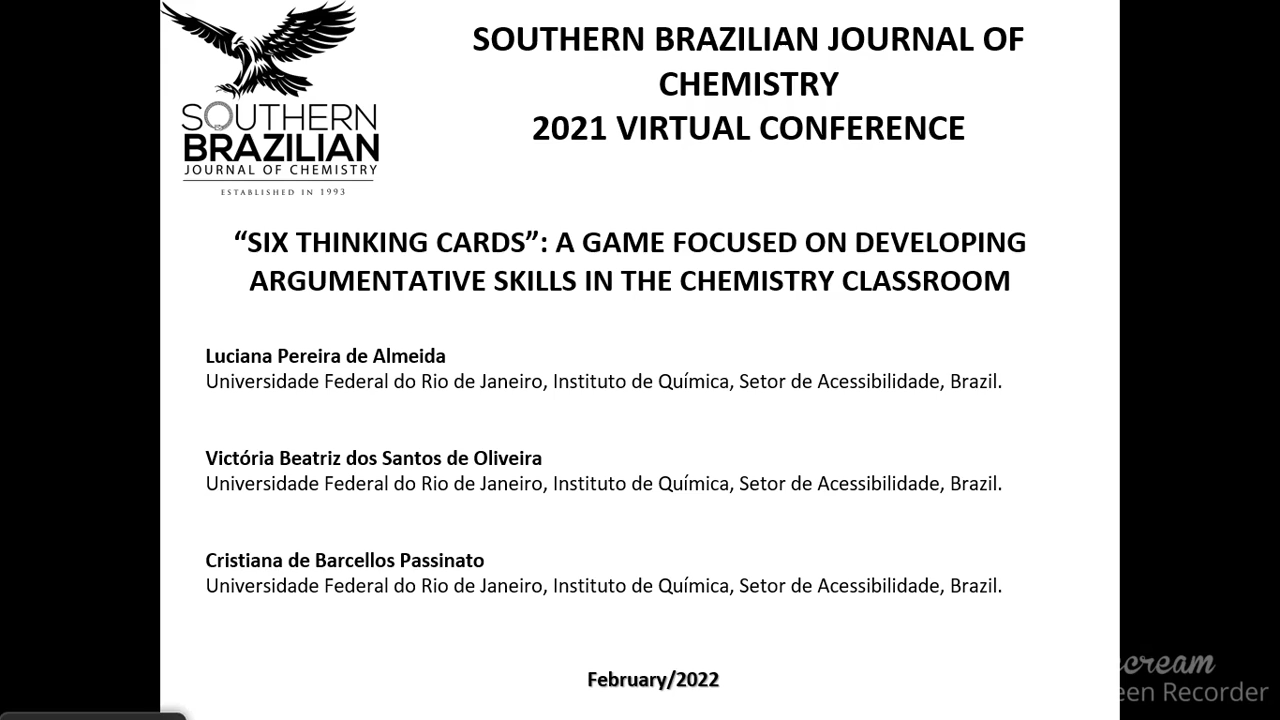 SOUTHERN
BRAZILIAN
JOURNAL OF CHEMISTRY
ESTABLISHED IN 1993
SOUTHERN BRAZILIAN JOURNAL OF
CHEMISTRY
2021 VIRTUAL CONFERENCE
“SIX THINKING CARDS”: A GAME FOCUSED ON DEVELOPING
ARGUMENTATIVE SKILLS IN THE CHEMISTRY CLASSROOM
Luciana Pereira de Almeida
Universidade Federal do Rio de Janeiro, Instituto de Química, Setor de Acessibilidade, Brazil.
Victória Beatriz dos Santos de Oliveira
Universidade Federal do Rio de Janeiro, Instituto de Química, Setor de Acessibilidade, Brazil.
Cristiana de Barcellos Passinato
Universidade Federal do Rio de Janeiro, Instituto de Química, Setor de Acessibilidade, Brazil.
February/2022
Recorder